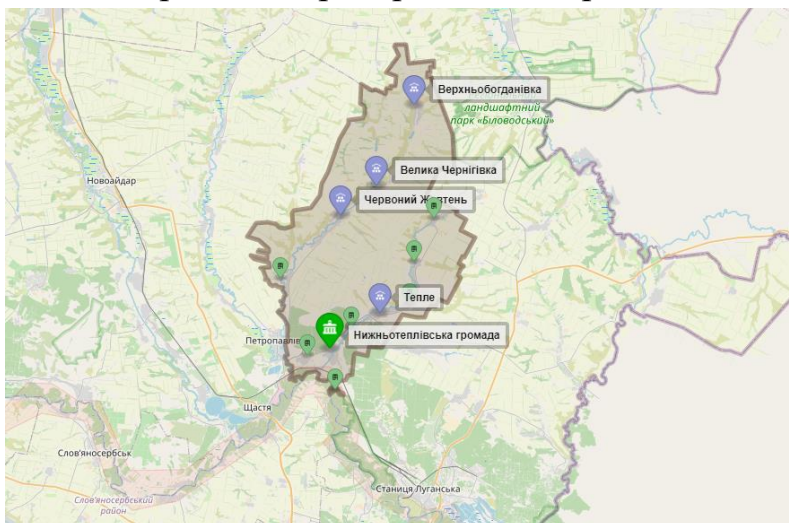 Верхньобогданівка
ландшафтний
парк «Біловодський»
Велика Чернігівка
Новоайдар
Червоний Жовтень
Тепле
Нижньотеплівська громада
Щастя
Слов'яносербськ
Слов'яносербський
район
Станиця Луганська